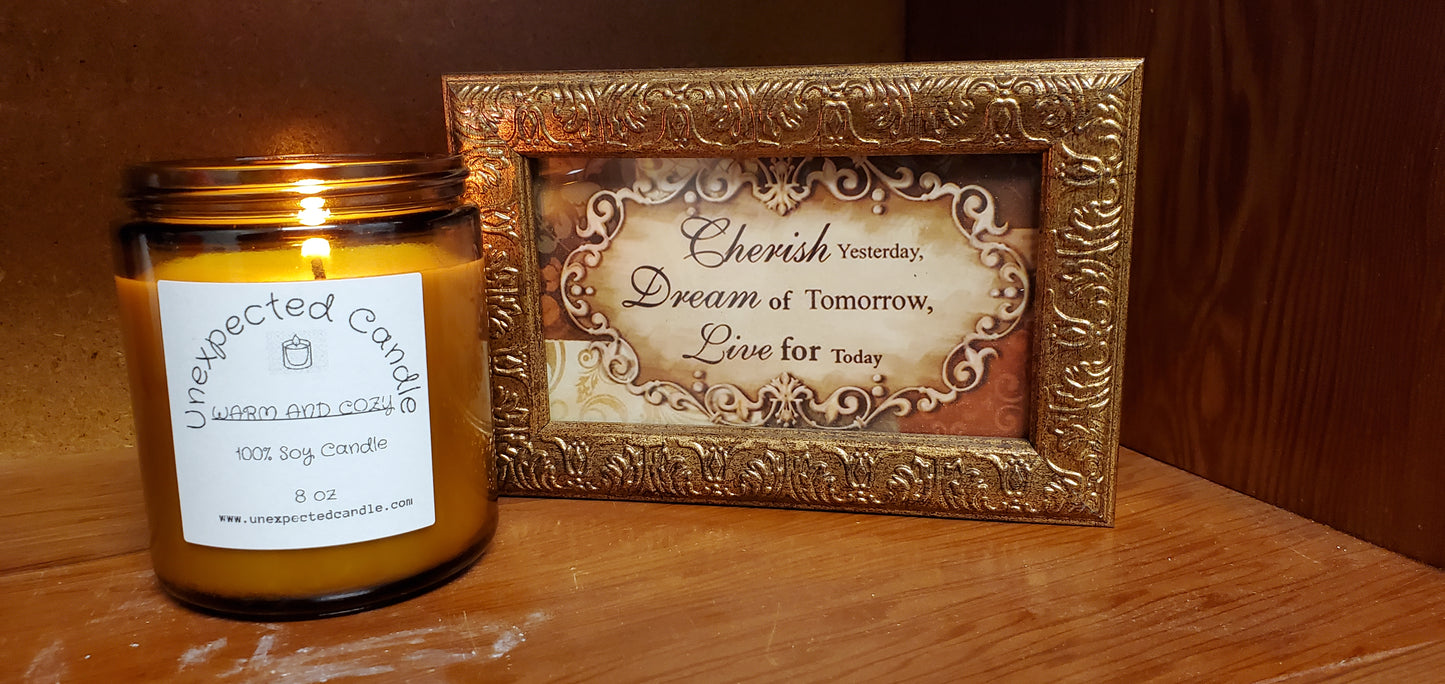 unexpected Candle
WARM AND COZY
100% Soy Candle
8 oz
www.unexpectedcandle.com
Cherish Yesterday,
Dream of Tomorrow,
Live for Today